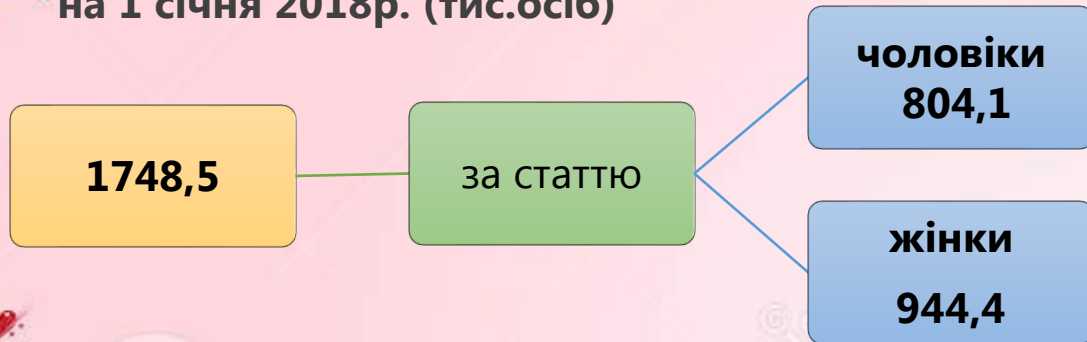 на 1 січня 2018р. (тис.осіб)
1748,5
за статтю
чоловіки
804,1
жінки
944,4